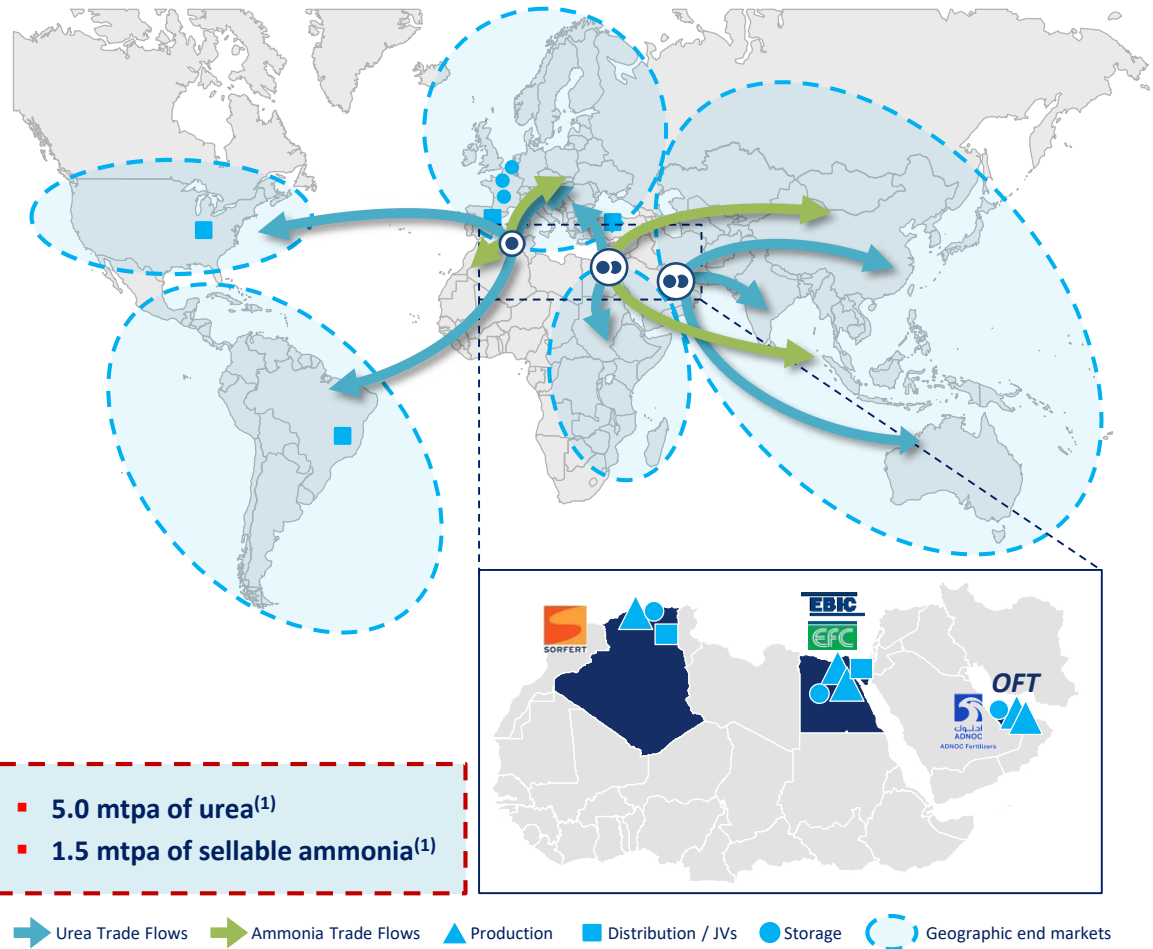 SORFERT
EBIC
EFC
OFT
أدنوك
ADNOC
ADNOC Fertilizers
▪ 5.0 mtpa of urea(1)
▪ 1.5 mtpa of sellable ammonia(1)
Urea Trade Flows
Ammonia Trade Flows
Production
Distribution / JVs
Storage
Geographic end markets